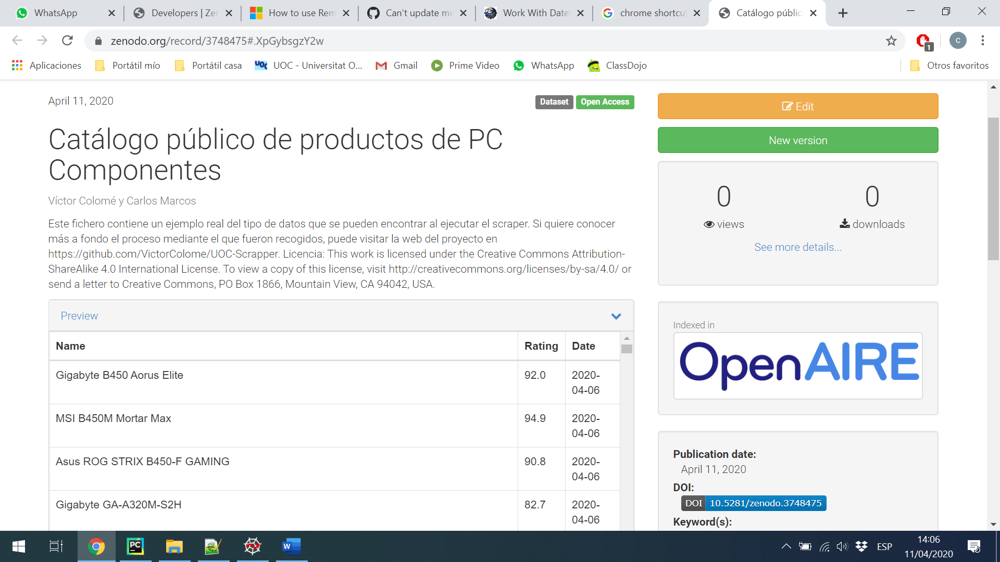 WhatsApp
Developers | Zen
How to use Rem
Can't update me
Work With Date
chrome shortcut
Catálogo públic
zenodo.org/record/3748475#.XpGybsgzY2w
1
C
Aplicaciones
Portátil mío
Portátil casa
UOC
UOC - Universitat O...
Gmail
Prime Video
WhatsApp
ClassDojo
Otros favoritos
April 11, 2020
Dataset
Open Access
Catálogo público de productos de PC
Componentes
Víctor Colomé y Carlos Marcos
Este fichero contiene un ejemplo real del tipo de datos que se pueden encontrar al ejecutar el scraper. Si quiere conocer
más a fondo el proceso mediante el que fueron recogidos, puede visitar la web del proyecto en
https://github.com/VictorColome/UOC-Scrapper. Licencia: This work is licensed under the Creative Commons Attribution-
ShareAlike 4.0 International License. To view a copy of this license, visit http://creativecommons.org/licenses/by-sa/4.0/ or
send a letter to Creative Commons, PO Box 1866, Mountain View, CA 94042, USA.
Preview
Name Rating Date
Gigabyte B450 Aorus Elite 92.0 2020-
04-06
MSI B450M Mortar Max 94.9 2020-
04-06
Asus ROG STRIX B450-F GAMING 90.8 2020-
04-06
Gigabyte GA-A320M-S2H 82.7 2020-
04-06
Edit
New version
0 0
views downloads
See more details...
Indexed in
OpenAIRE
Publication date:
April 11, 2020
DOI:
DOI 10.5281/zenodo.3748475
Keyword(s):
PC
W
ESP
14:06
11/04/2020